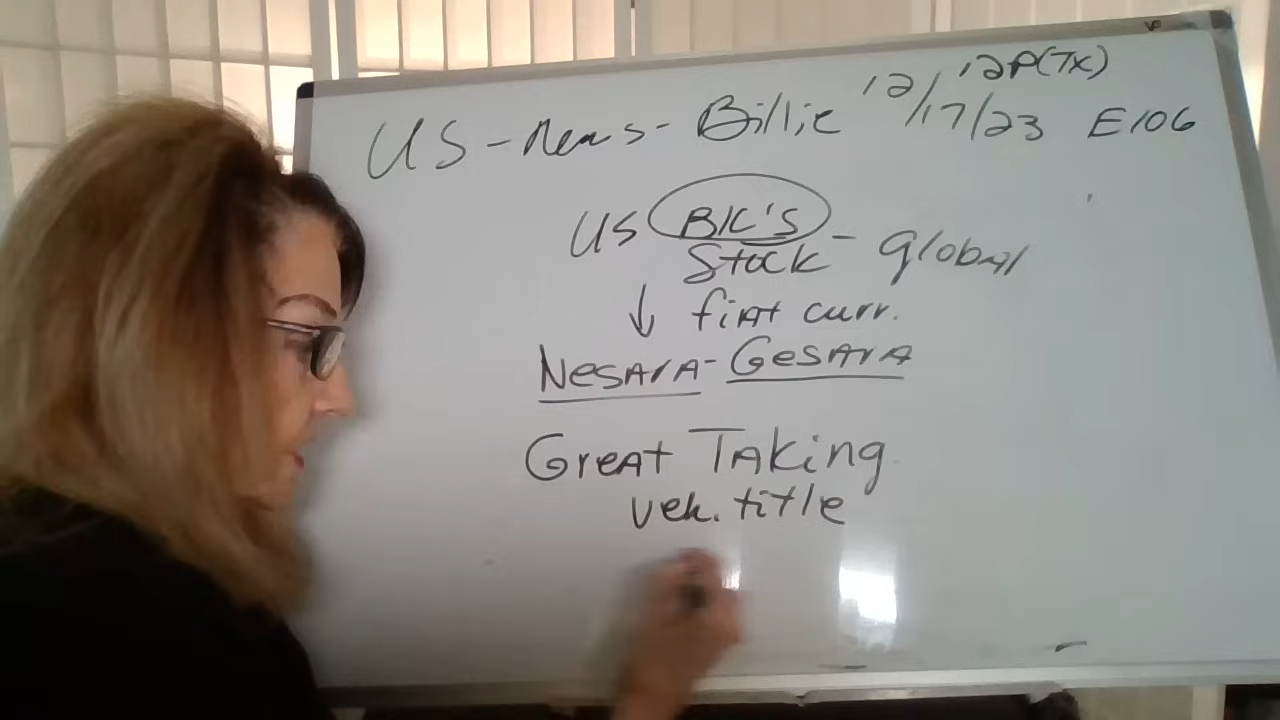 12P(Tx)
US - News - Billie 12/17/23 E106
US BK's
Stock - global
↓ fiat curr.
Nesara - Gesara
Great Taking
veh. title